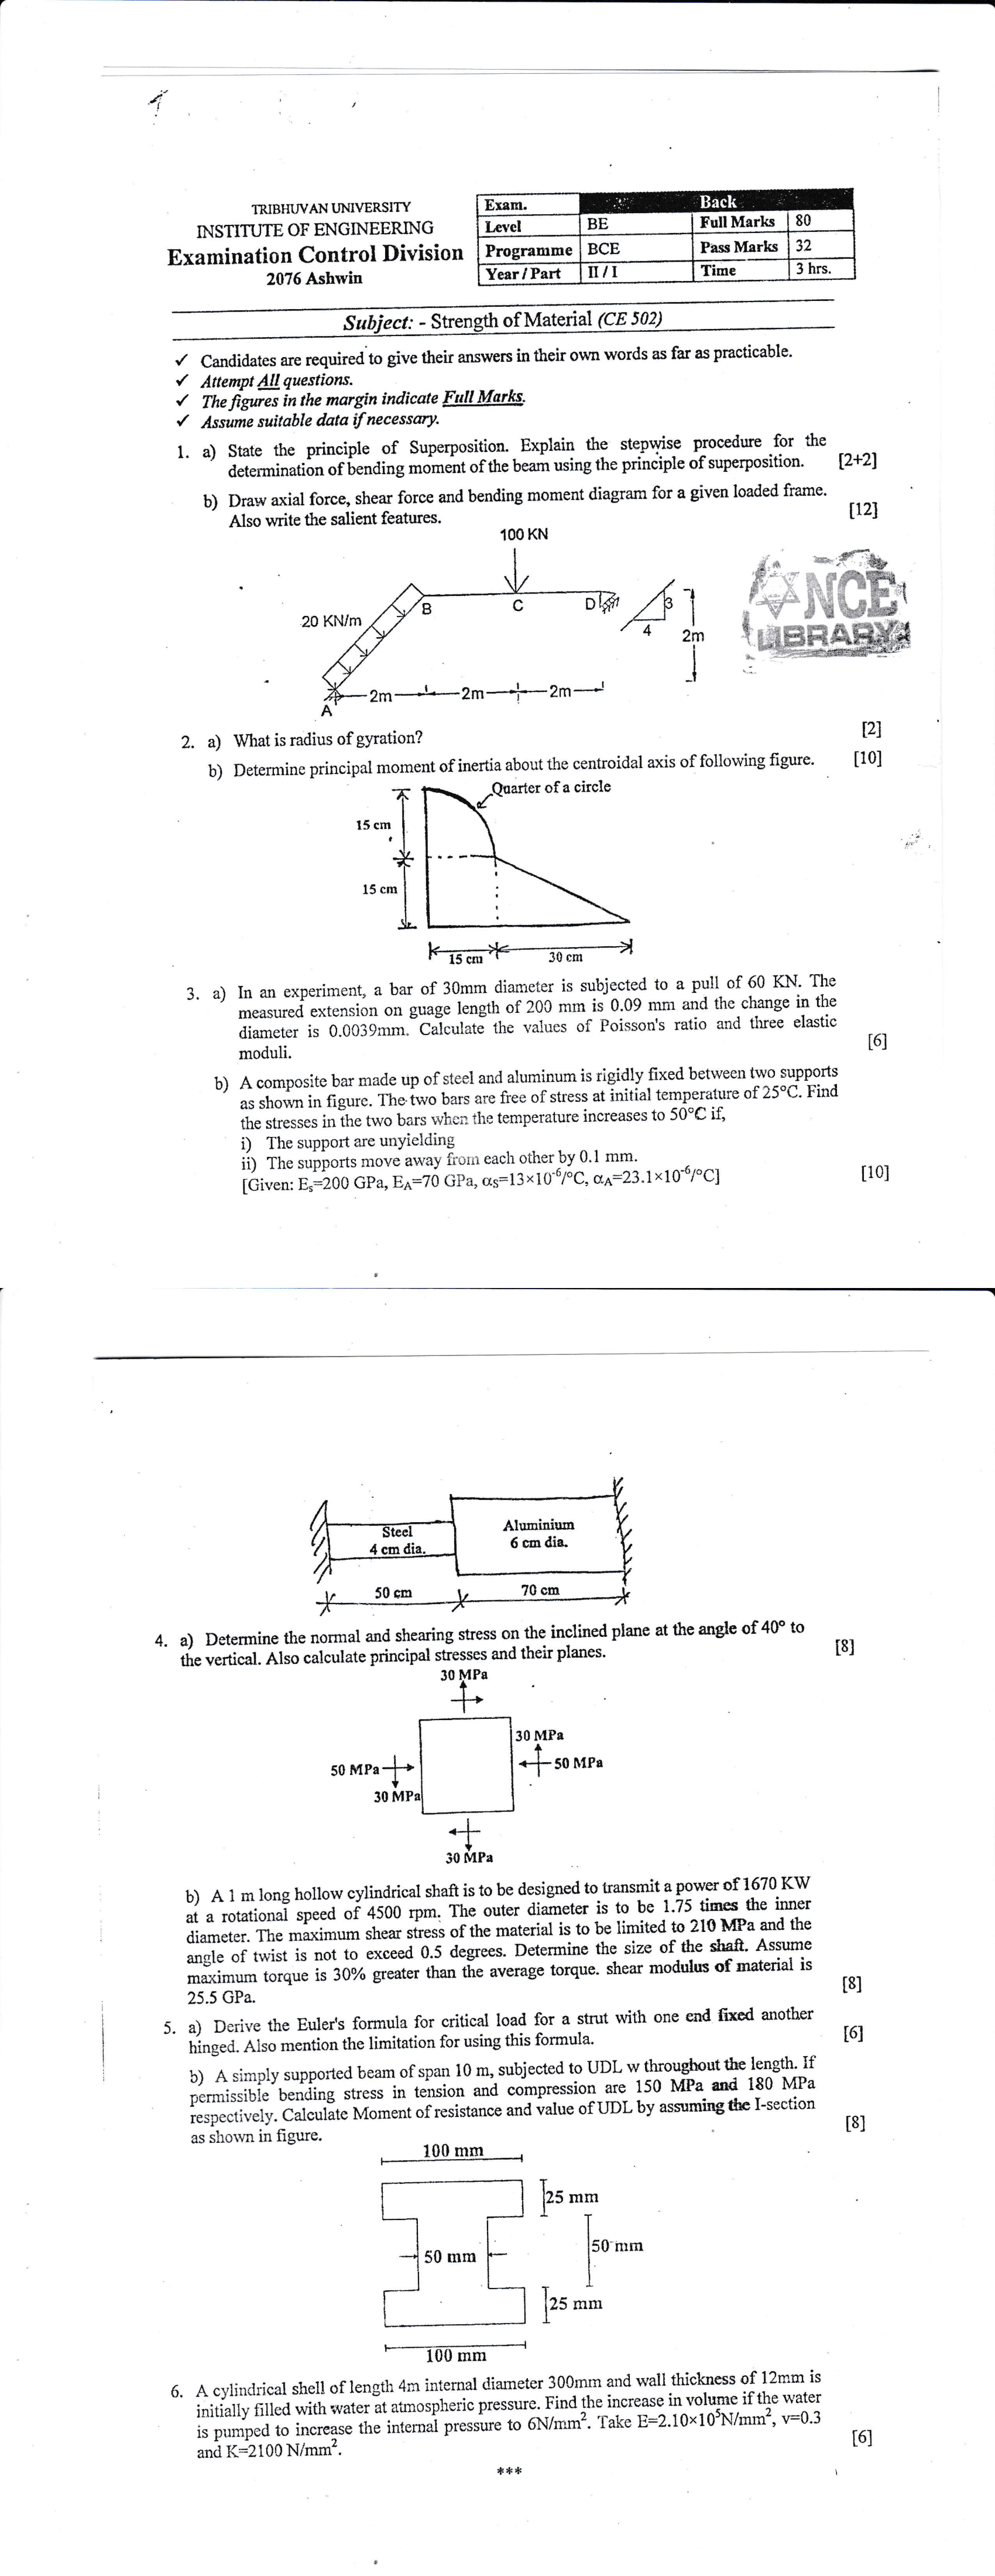 TRIBHUVAN UNIVERSITY
INSTITUTE OF ENGINEERING
Examination Control Division
2076 Ashwin
Exam. Back
Level BE Full Marks 80
Programme BCE Pass Marks 32
Year / Part II / I Time 3 hrs.
Subject: - Strength of Material (CE 502)
✓ Candidates are required to give their answers in their own words as far as practicable.
✓ Attempt All questions.
✓ The figures in the margin indicate Full Marks.
✓ Assume suitable data if necessary.
1. a) State the principle of Superposition. Explain the stepwise procedure for the
determination of bending moment of the beam using the principle of superposition. [2+2]
b) Draw axial force, shear force and bending moment diagram for a given loaded frame.
Also write the salient features. [12]
100 KN
20 KN/m
B
C
D
3
4
2m
2m
2m
2m
A
NCE
LIBRARY
2. a) What is radius of gyration? [2]
b) Determine principal moment of inertia about the centroidal axis of following figure. [10]
Quarter of a circle
15 cm
15 cm
15 cm
30 cm
3. a) In an experiment, a bar of 30mm diameter is subjected to a pull of 60 KN. The
measured extension on guage length of 200 mm is 0.09 mm and the change in the
diameter is 0.0039mm. Calculate the values of Poisson's ratio and three elastic
moduli. [6]
b) A composite bar made up of steel and aluminum is rigidly fixed between two supports
as shown in figure. The two bars are free of stress at initial temperature of 25°C. Find
the stresses in the two bars when the temperature increases to 50°C if,
i) The support are unyielding
ii) The supports move away from each other by 0.1 mm.
[Given: Es=200 GPa, EA=70 GPa, αS=13×10⁻⁶/°C, αA=23.1×10⁻⁶/°C] [10]
Steel
4 cm dia.
Aluminium
6 cm dia.
50 cm
70 cm
4. a) Determine the normal and shearing stress on the inclined plane at the angle of 40° to
the vertical. Also calculate principal stresses and their planes. [8]
30 MPa
30 MPa
50 MPa
50 MPa
30 MPa
30 MPa
b) A 1 m long hollow cylindrical shaft is to be designed to transmit a power of 1670 KW
at a rotational speed of 4500 rpm. The outer diameter is to be 1.75 times the inner
diameter. The maximum shear stress of the material is to be limited to 210 MPa and the
angle of twist is not to exceed 0.5 degrees. Determine the size of the shaft. Assume
maximum torque is 30% greater than the average torque. shear modulus of material is
25.5 GPa. [8]
5. a) Derive the Euler's formula for critical load for a strut with one end fixed another
hinged. Also mention the limitation for using this formula. [6]
b) A simply supported beam of span 10 m, subjected to UDL w throughout the length. If
permissible bending stress in tension and compression are 150 MPa and 180 MPa
respectively. Calculate Moment of resistance and value of UDL by assuming the I-section
as shown in figure. [8]
100 mm
25 mm
50 mm
50 mm
25 mm
100 mm
6. A cylindrical shell of length 4m internal diameter 300mm and wall thickness of 12mm is
initially filled with water at atmospheric pressure. Find the increase in volume if the water
is pumped to increase the internal pressure to 6N/mm². Take E=2.10×10⁵N/mm², v=0.3
and K=2100 N/mm². [6]
***